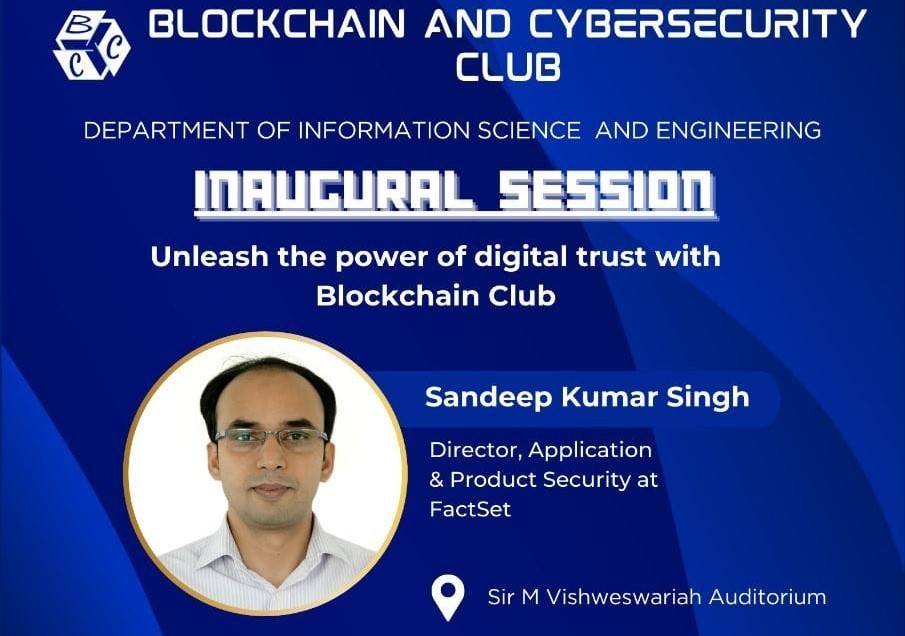 B
C
C
BLOCKCHAIN AND CYBERSECURITY
CLUB
DEPARTMENT OF INFORMATION SCIENCE AND ENGINEERING
INAUGURAL SESSION
Unleash the power of digital trust with
Blockchain Club
Sandeep Kumar Singh
Director, Application
& Product Security at
FactSet
Sir M Vishweswariah Auditorium